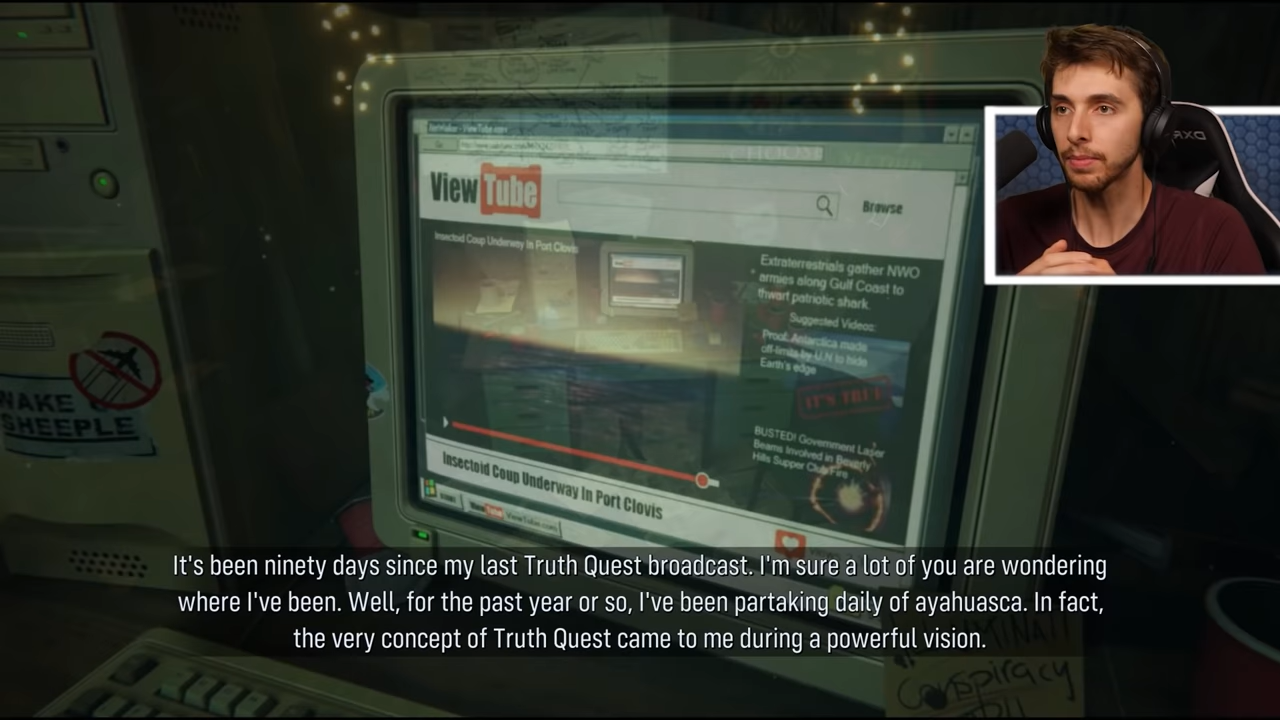 ViewTube
Browse
Insectoid Coup Underway In Port Clovis
Extraterrestrials gather NWO
armies along Gulf Coast to
thwart patriotic shark.
Suggested Videos:
Proof: Antarctica made
off-limits by U.N to hide
Earth's edge
IT'S TRUE
BUSTED! Government Laser
Beams Involved in Beverly
Hills Supper Club Fire
Insectoid Coup Underway In Port Clovis
ViewTube.com
WAKE
SHEEPLE
DXR
It's been ninety days since my last Truth Quest broadcast. I'm sure a lot of you are wondering
where I've been. Well, for the past year or so, I've been partaking daily of ayahuasca. In fact,
the very concept of Truth Quest came to me during a powerful vision.
Conspiracy